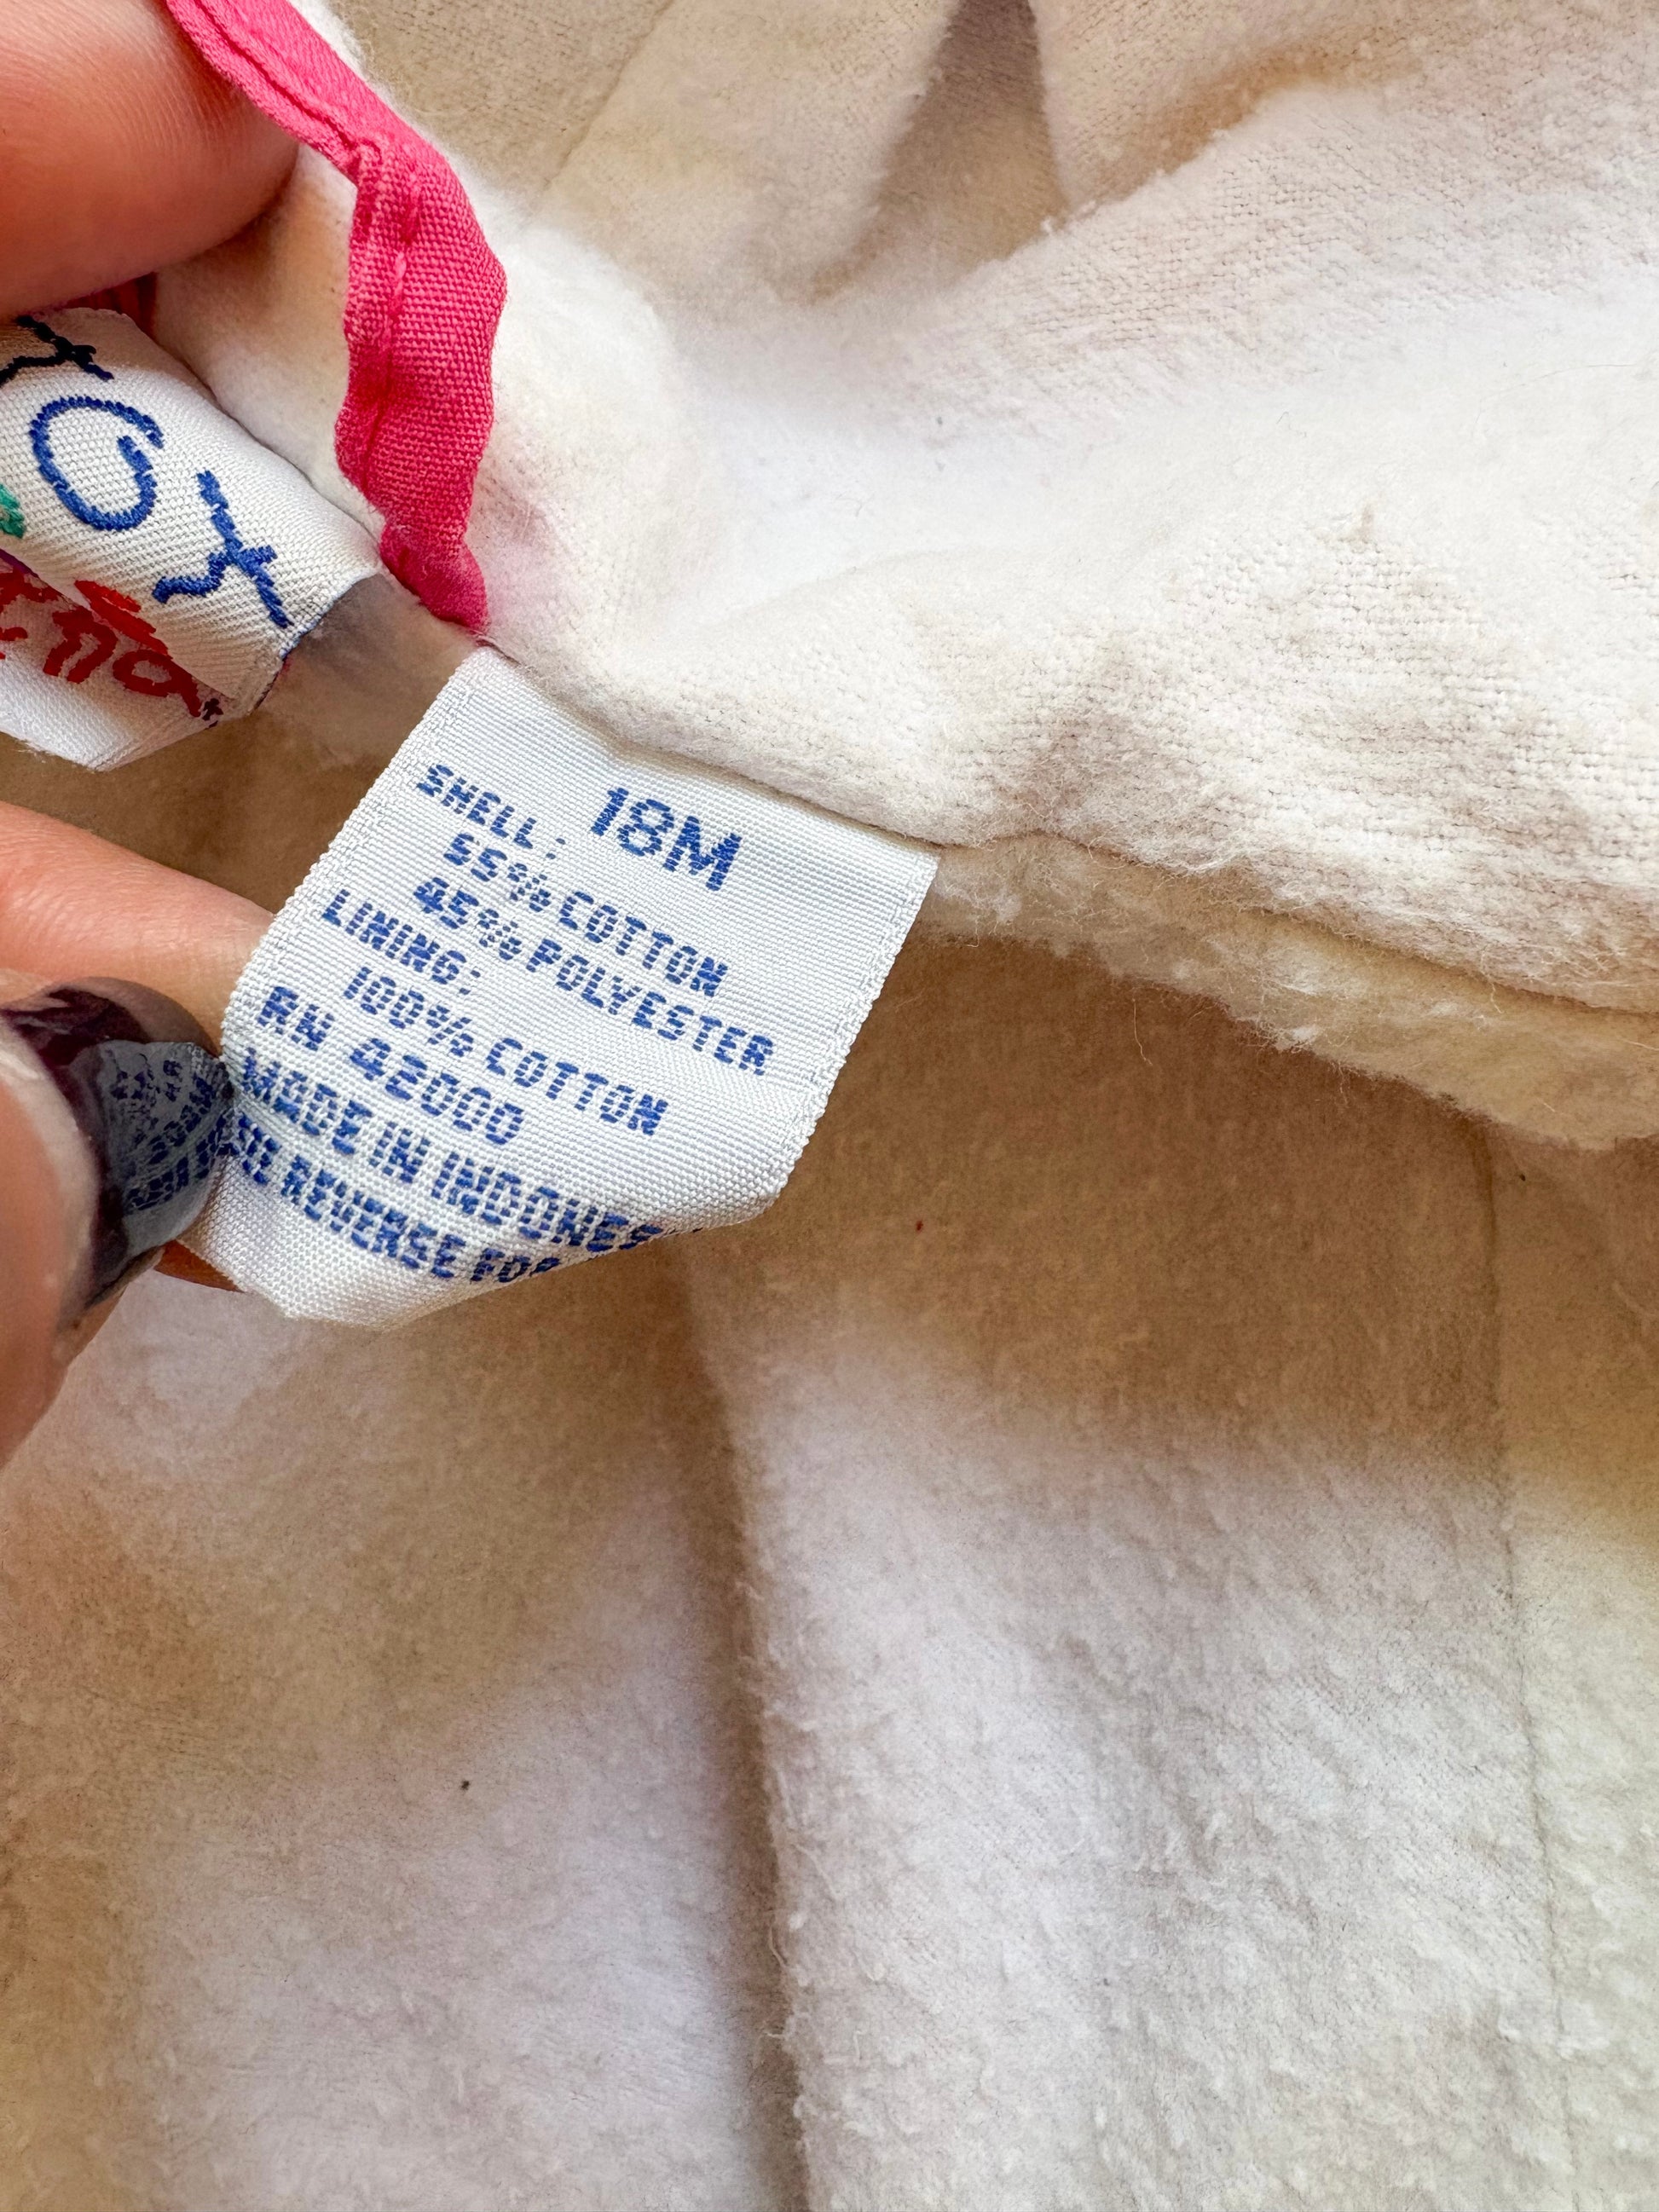 18M
SHELL:
55% COTTON
45% POLYESTER
LINING:
100% COTTON
RN 42000
MADE IN INDONES
REVERSE FOR